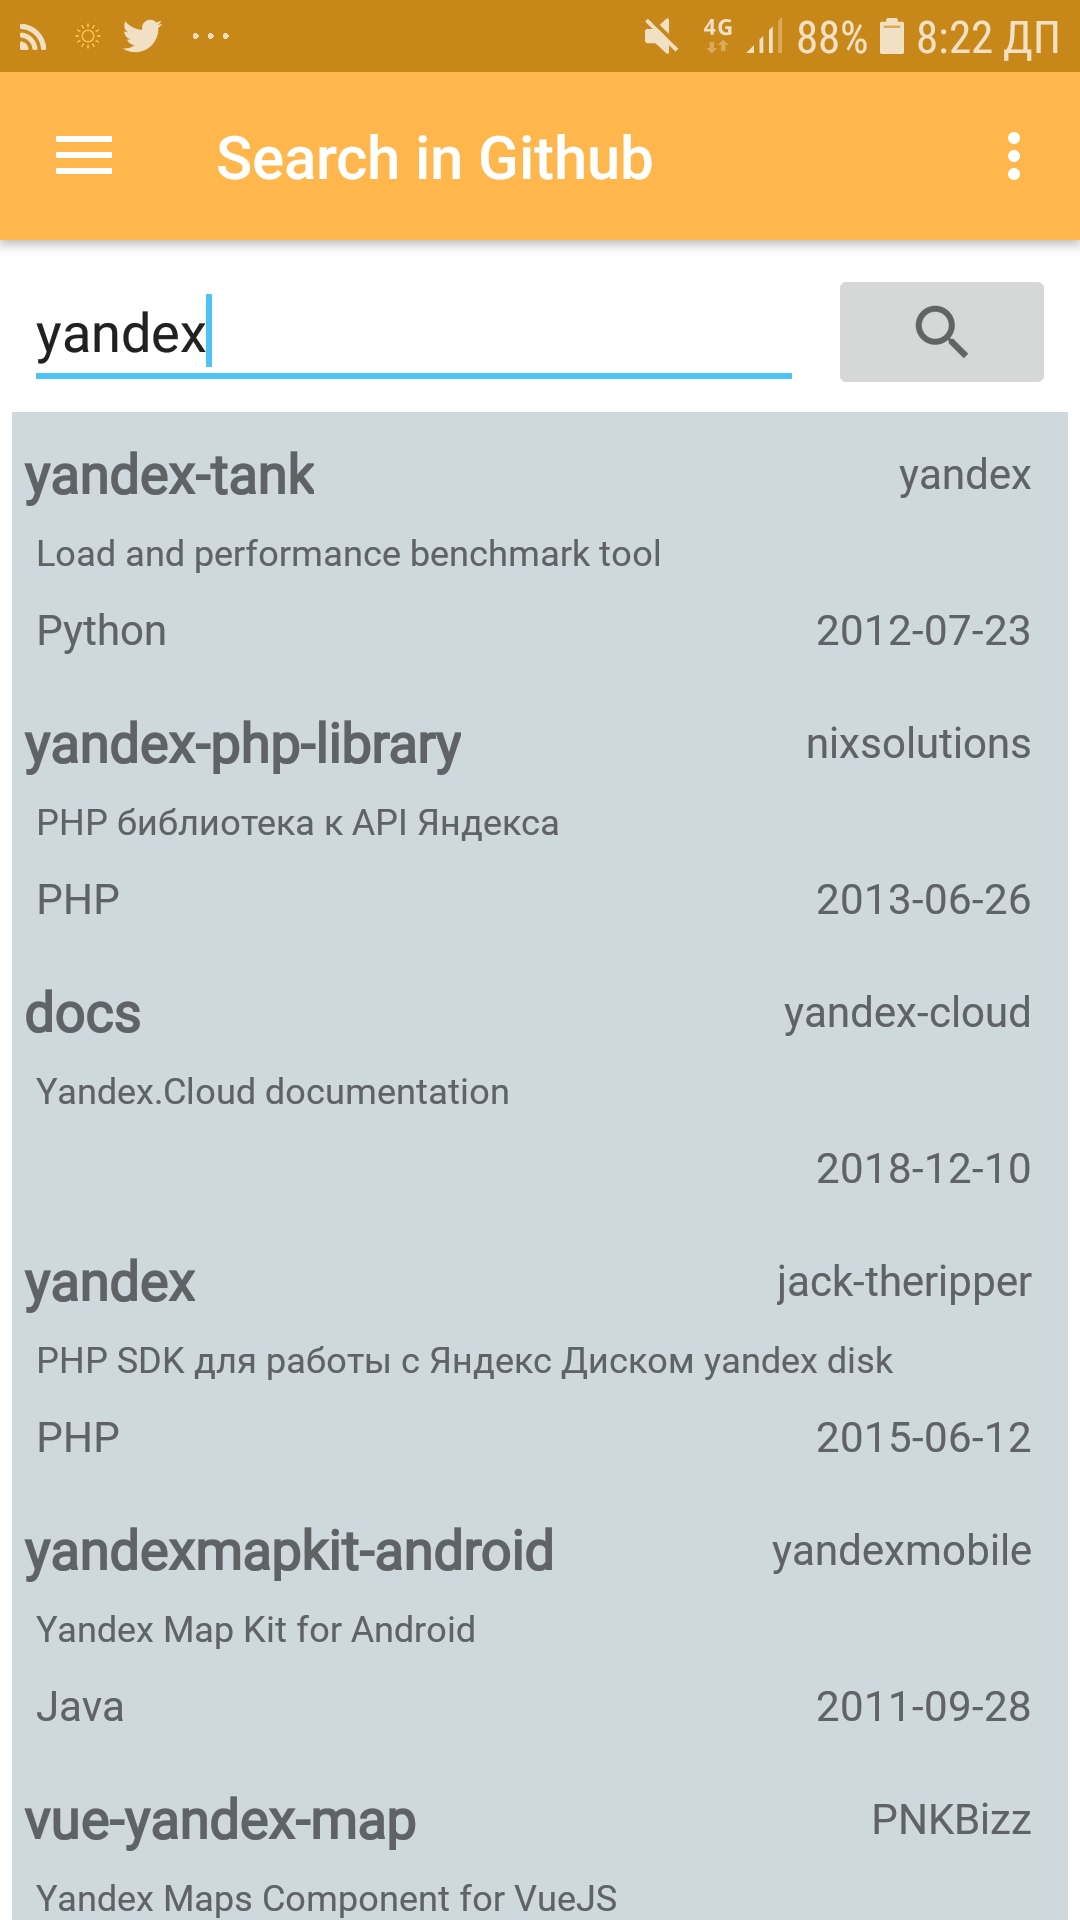 4G 88% 8:22 ДП
Search in Github
yandex
yandex-tank yandex
Load and performance benchmark tool
Python 2012-07-23
yandex-php-library nixsolutions
PHP библиотека к API Яндекса
PHP 2013-06-26
docs yandex-cloud
Yandex.Cloud documentation
2018-12-10
yandex jack-theripper
PHP SDK для работы с Яндекс Диском yandex disk
PHP 2015-06-12
yandexmapkit-android yandexmobile
Yandex Map Kit for Android
Java 2011-09-28
vue-yandex-map PNKBizz
Yandex Maps Component for VueJS